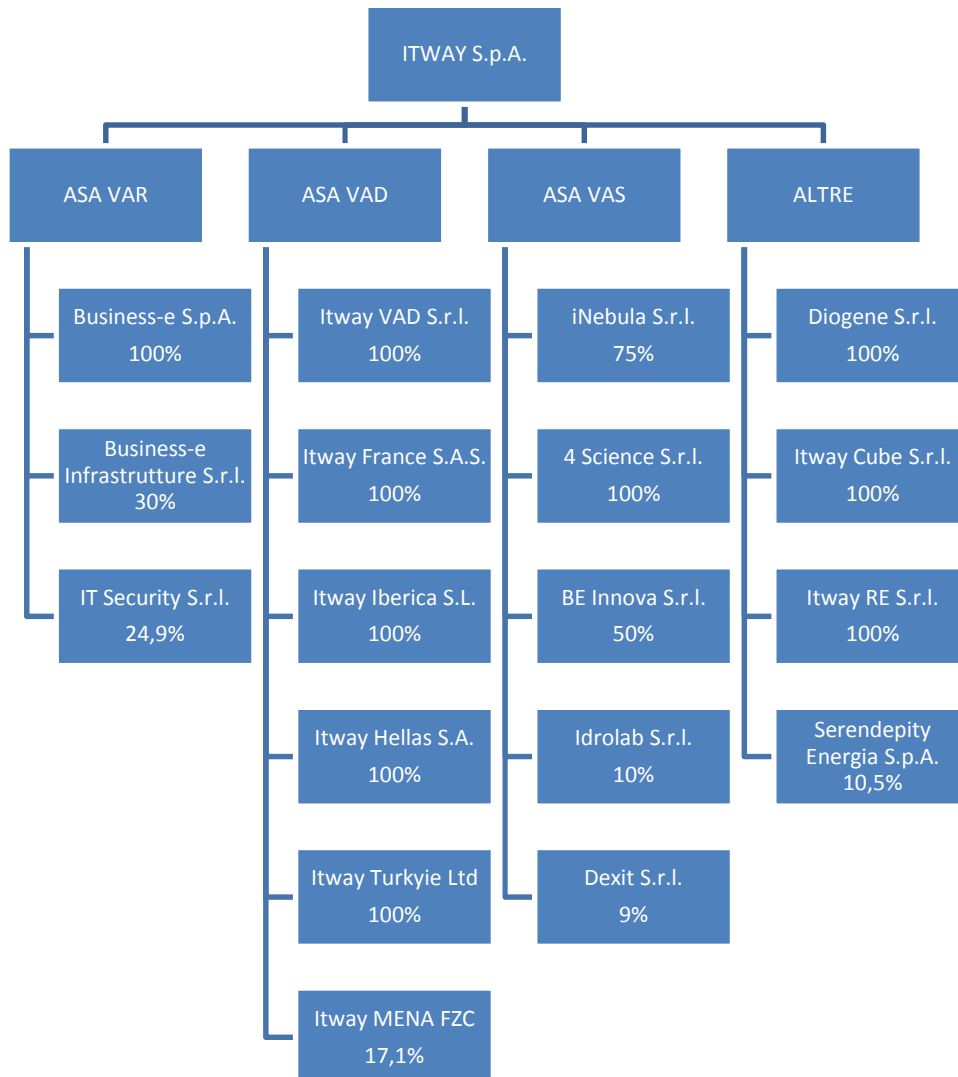 ITWAY S.p.A.
ASA VAR
ASA VAD
ASA VAS
ALTRE
Business-e S.p.A.
100%
Business-e
Infrastrutture S.r.l.
30%
IT Security S.r.l.
24,9%
Itway VAD S.r.l.
100%
Itway France S.A.S.
100%
Itway Iberica S.L.
100%
Itway Hellas S.A.
100%
Itway Turkyie Ltd
100%
Itway MENA FZC
17,1%
iNebula S.r.l.
75%
4 Science S.r.l.
100%
BE Innova S.r.l.
50%
Idrolab S.r.l.
10%
Dexit S.r.l.
9%
Diogene S.r.l.
100%
Itway Cube S.r.l.
100%
Itway RE S.r.l.
100%
Serendepity
Energia S.p.A.
10,5%